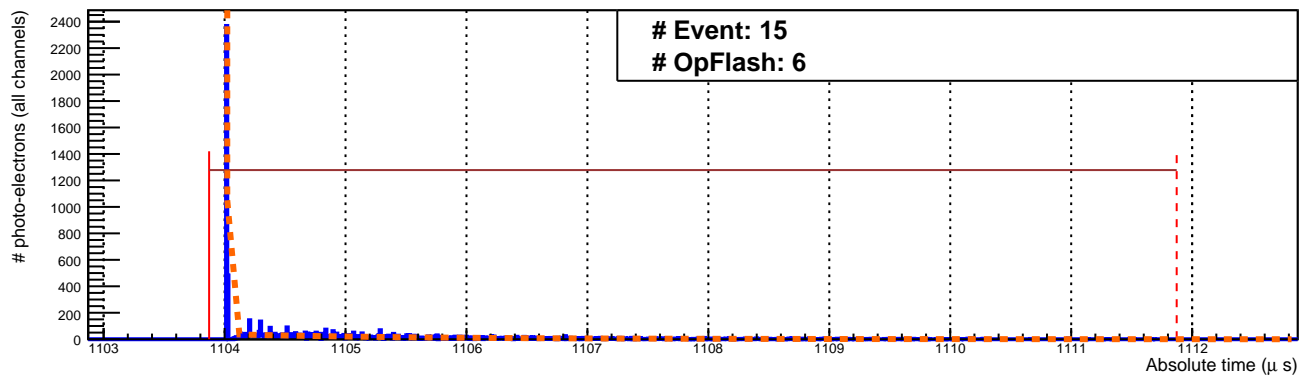 # Event: 15
# OpFlash: 6
# photo-electrons (all channels)
2400
2200
2000
1800
1600
1400
1200
1000
800
600
400
200
0
1103 1104 1105 1106 1107 1108 1109 1110 1111 1112
Absolute time (μ s)